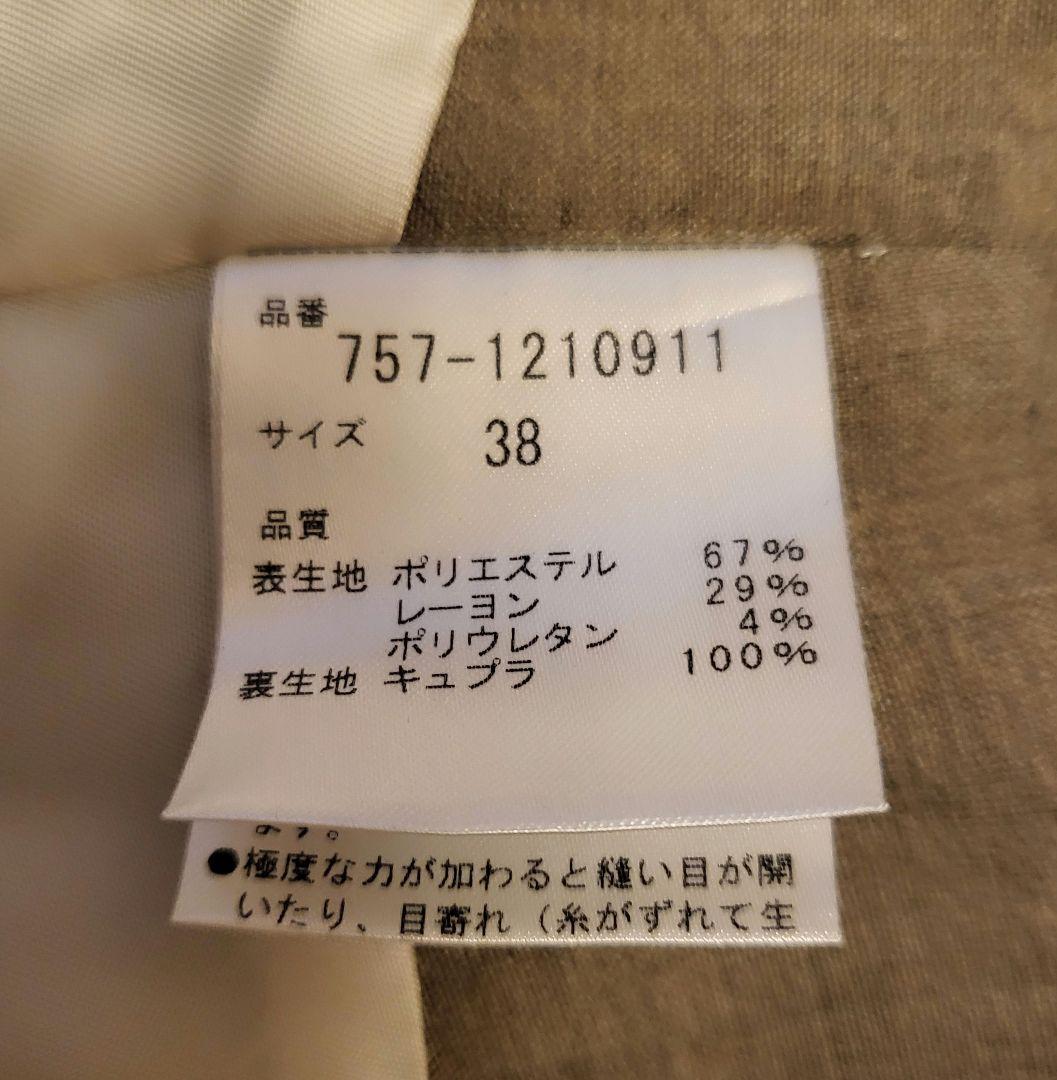 品番
757-1210911
サイズ 38
品質
表生地 ポリエステル 67%
レーヨン 29%
ポリウレタン 4%
裏生地 キュプラ 100%
ます。
●極度な力が加わると縫い目が開
いたり、目寄れ（糸がずれて生